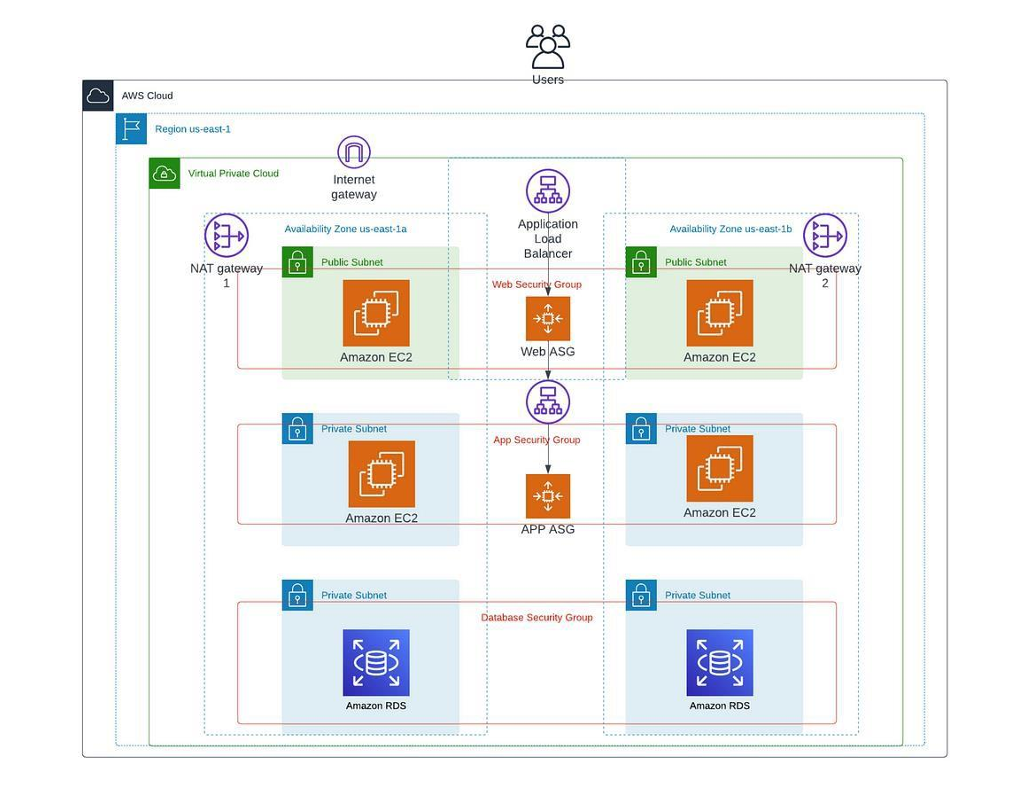 Users
AWS Cloud
Region us-east-1
Virtual Private Cloud
Internet
gateway
Application
Load
Balancer
Availability Zone us-east-1a
Availability Zone us-east-1b
NAT gateway
1
NAT gateway
2
Public Subnet
Public Subnet
Web Security Group
Amazon EC2
Web ASG
Amazon EC2
Private Subnet
Private Subnet
App Security Group
Amazon EC2
APP ASG
Amazon EC2
Private Subnet
Private Subnet
Database Security Group
Amazon RDS
Amazon RDS